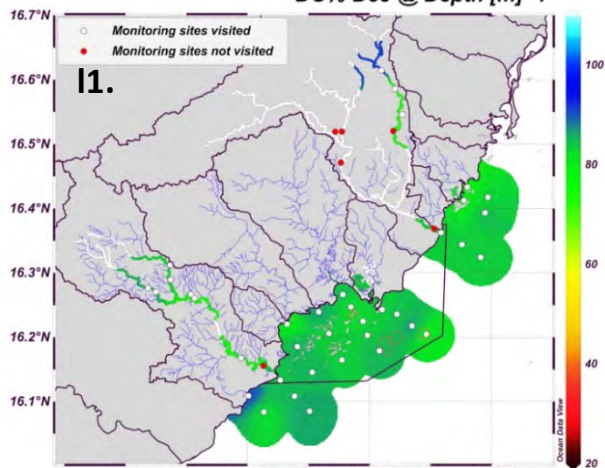 Monitoring sites visited
Monitoring sites not visited
I1.
16.7°N
16.6°N
16.5°N
16.4°N
16.3°N
16.2°N
16.1°N
100
80
60
40
20
Ocean Data View